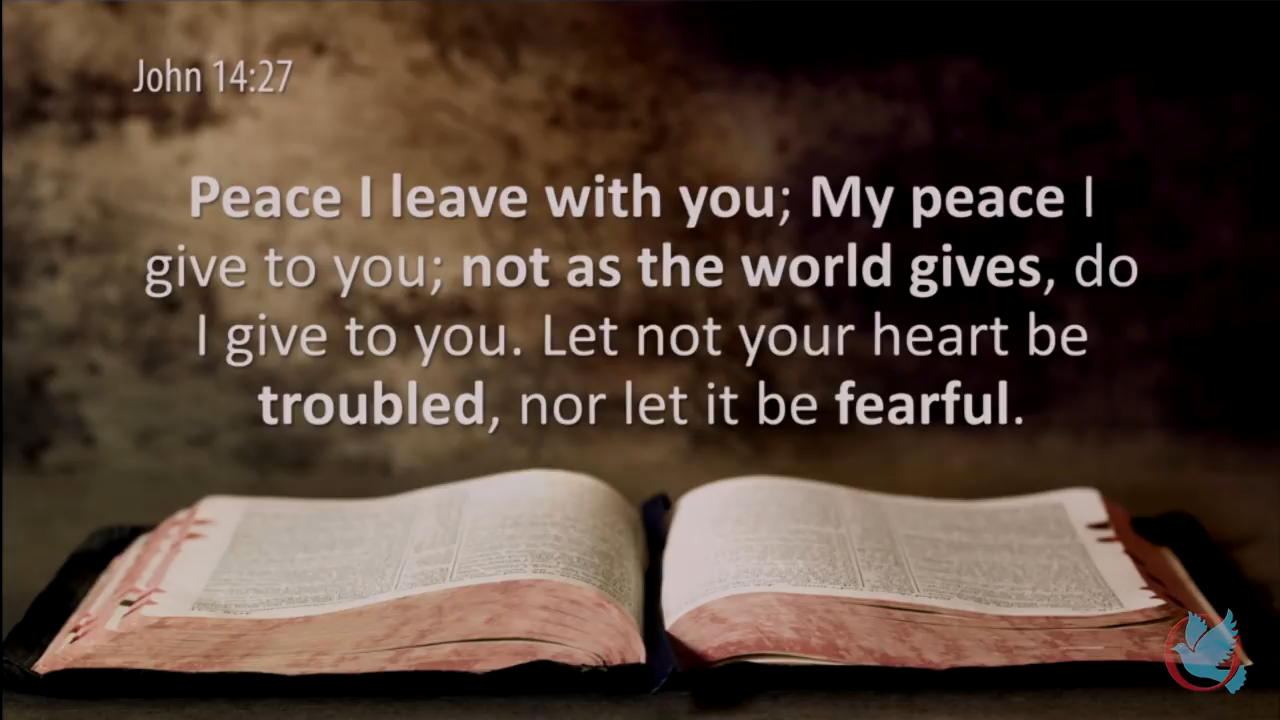 John 14:27
Peace I leave with you; My peace I
give to you; not as the world gives, do
I give to you. Let not your heart be
troubled, nor let it be fearful.